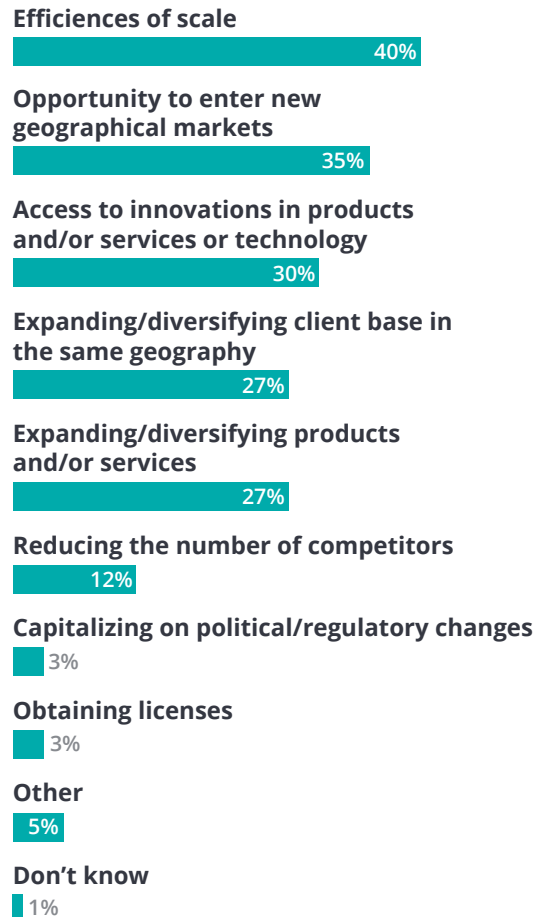 Efficiences of scale
40%
Opportunity to enter new
geographical markets
35%
Access to innovations in products
and/or services or technology
30%
Expanding/diversifying client base in
the same geography
27%
Expanding/diversifying products
and/or services
27%
Reducing the number of competitors
12%
Capitalizing on political/regulatory changes
3%
Obtaining licenses
3%
Other
5%
Don’t know
1%